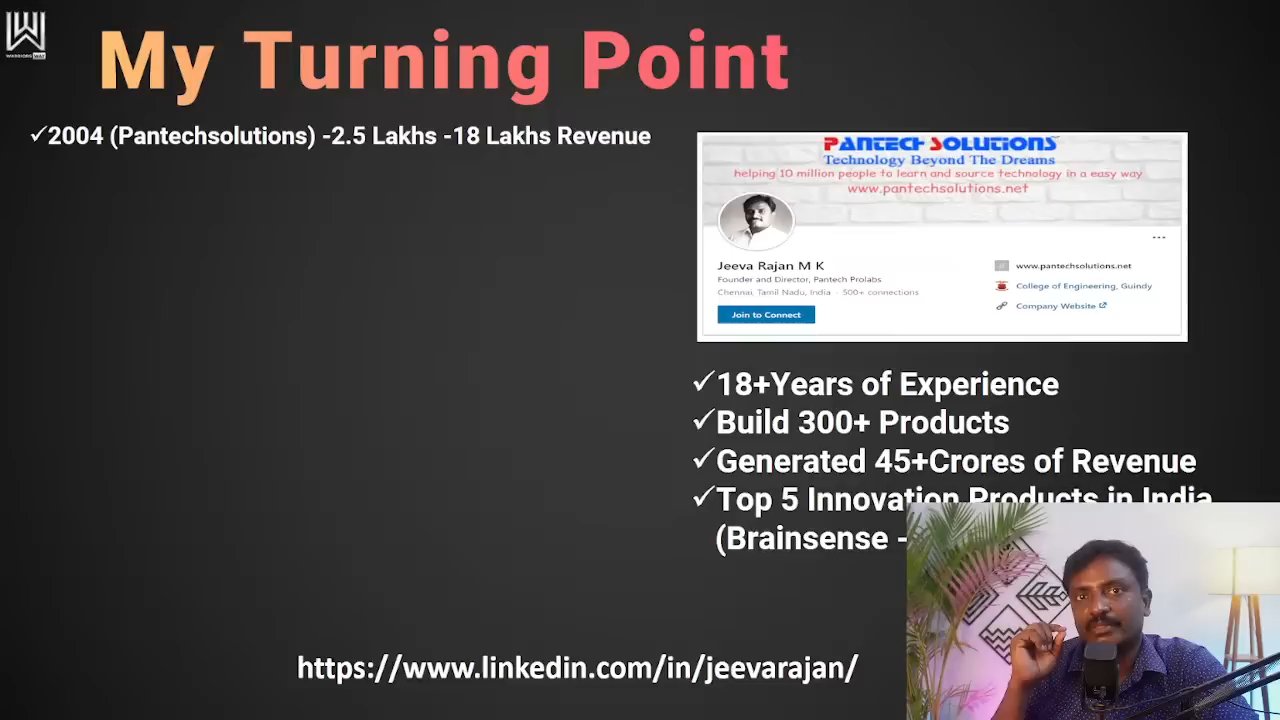 WARRIORS WAY
My Turning Point
✓2004 (Pantechsolutions) -2.5 Lakhs -18 Lakhs Revenue
PANTECH SOLUTIONS
Technology Beyond The Dreams
helping 10 million people to learn and source technology in a easy way
www.pantechsolutions.net
Jeeva Rajan M K
Founder and Director, Pantech Prolabs
Chennai, Tamil Nadu, India · 500+ connections
Join to Connect
www.pantechsolutions.net
College of Engineering, Guindy
Company Website
✓18+Years of Experience
✓Build 300+ Products
✓Generated 45+Crores of Revenue
✓Top 5 Innovation Products in India
(Brainsense -
https://www.linkedin.com/in/jeevarajan/